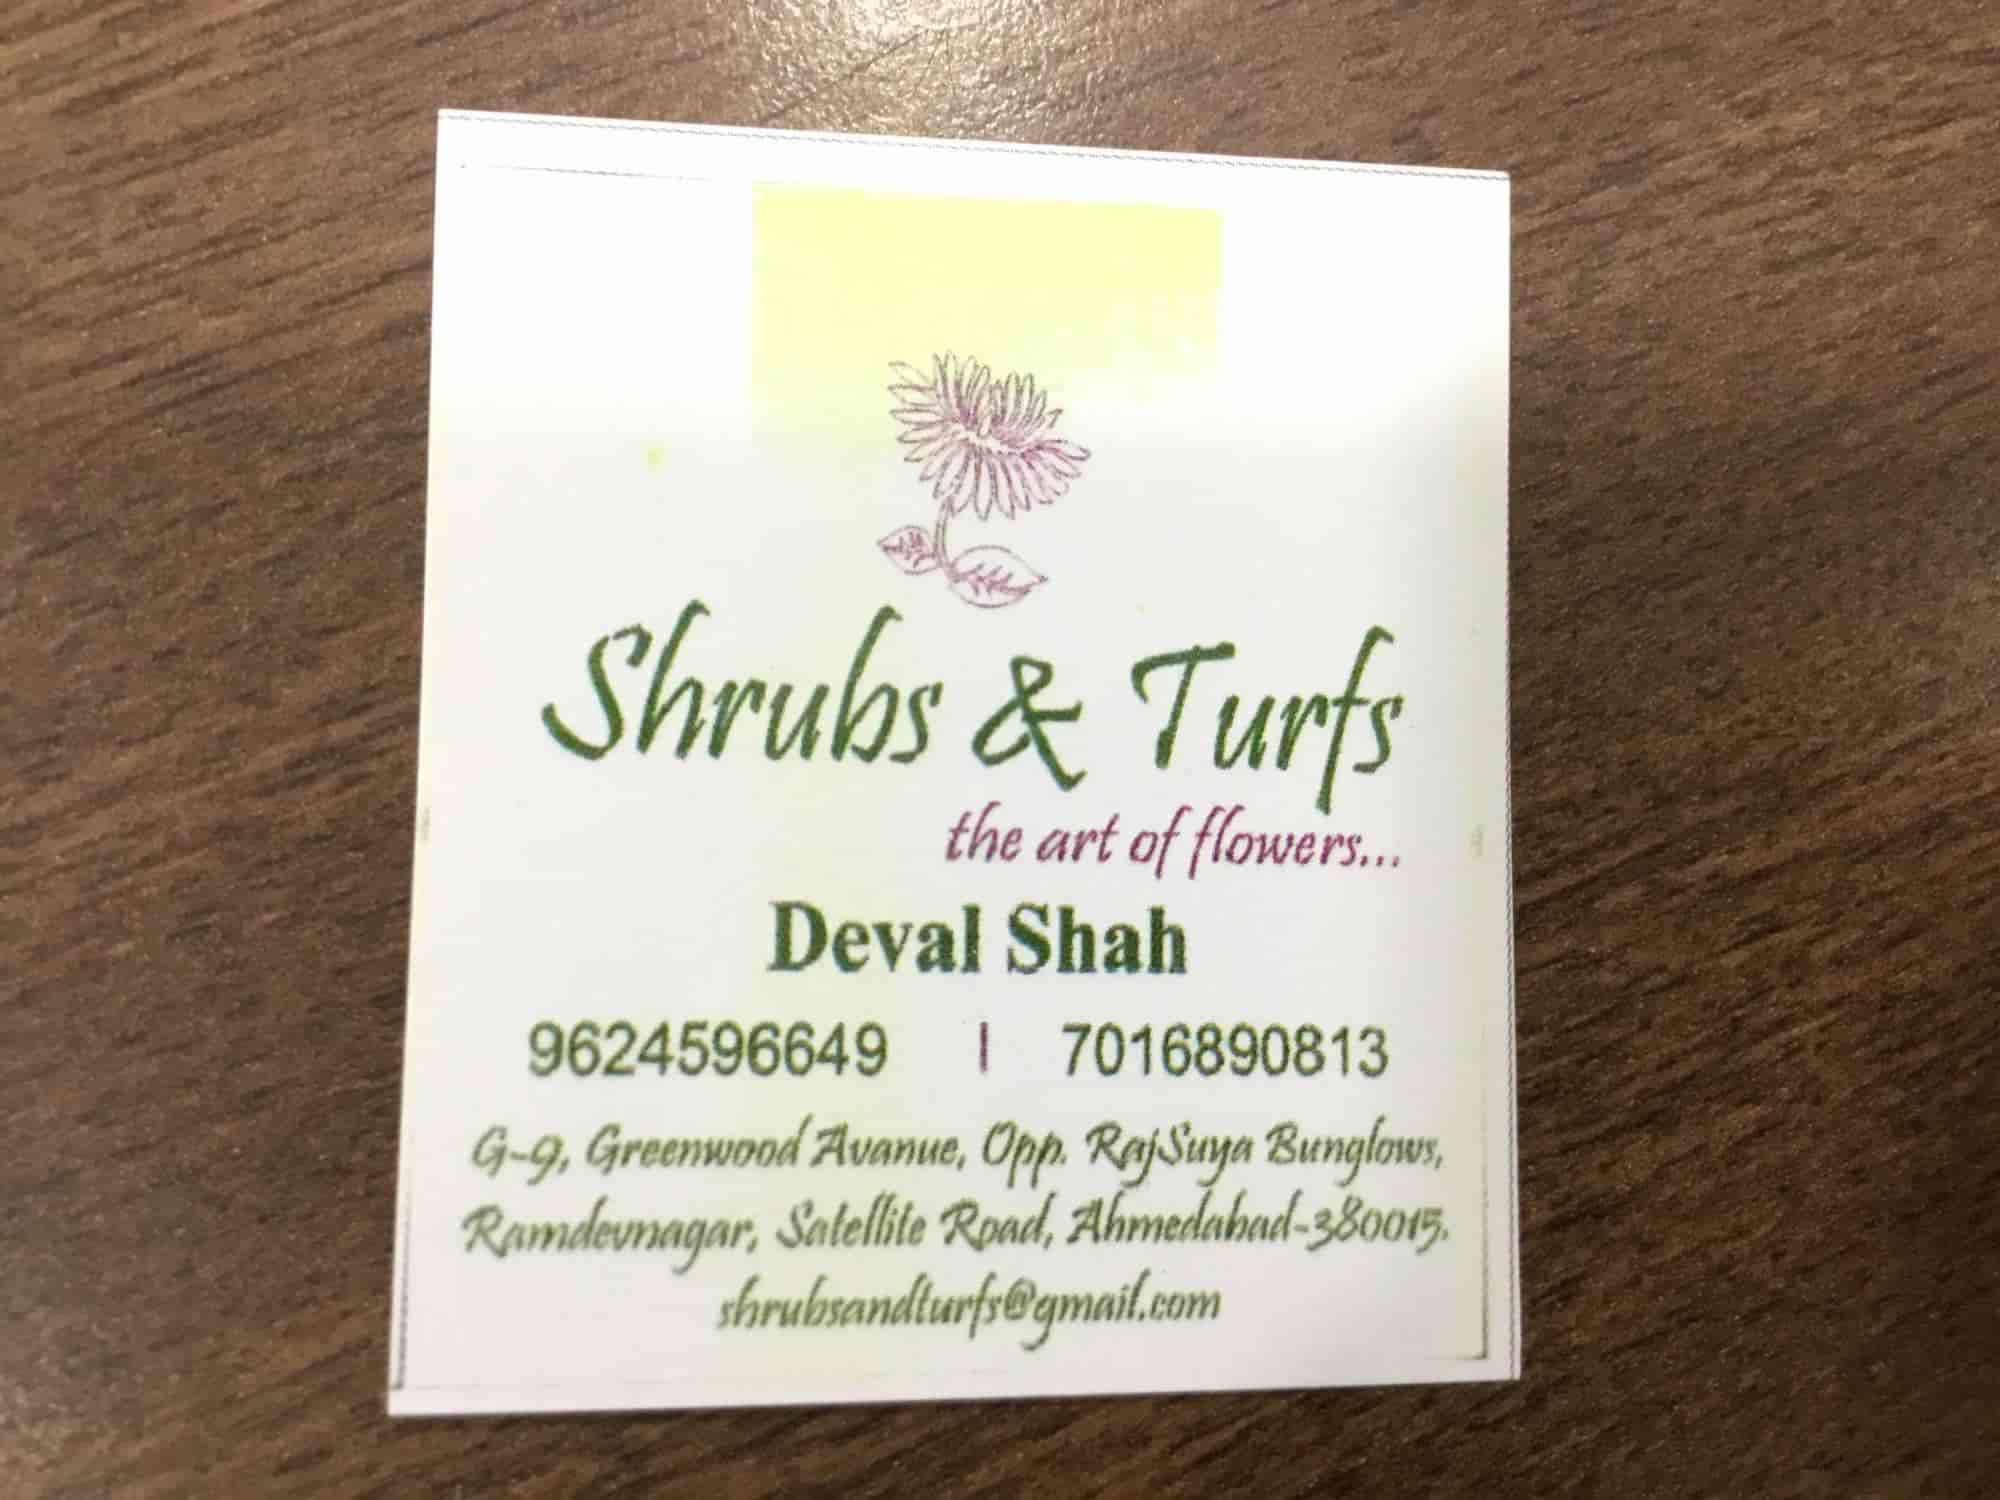 Shrubs & Turfs
the art of flowers...
Deval Shah
9624596649 | 7016890813
G-9, Greenwood Avanue, Opp. RajSuya Bunglows,
Ramdevnagar, Satellite Road, Ahmedabad-380015.
shrubsandturfs@gmail.com